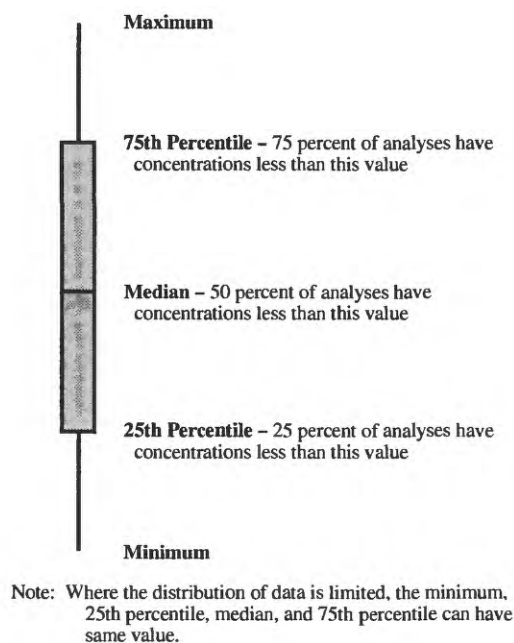 Maximum
75th Percentile – 75 percent of analyses have
concentrations less than this value
Median – 50 percent of analyses have
concentrations less than this value
25th Percentile – 25 percent of analyses have
concentrations less than this value
Minimum
Note: Where the distribution of data is limited, the minimum,
25th percentile, median, and 75th percentile can have
same value.